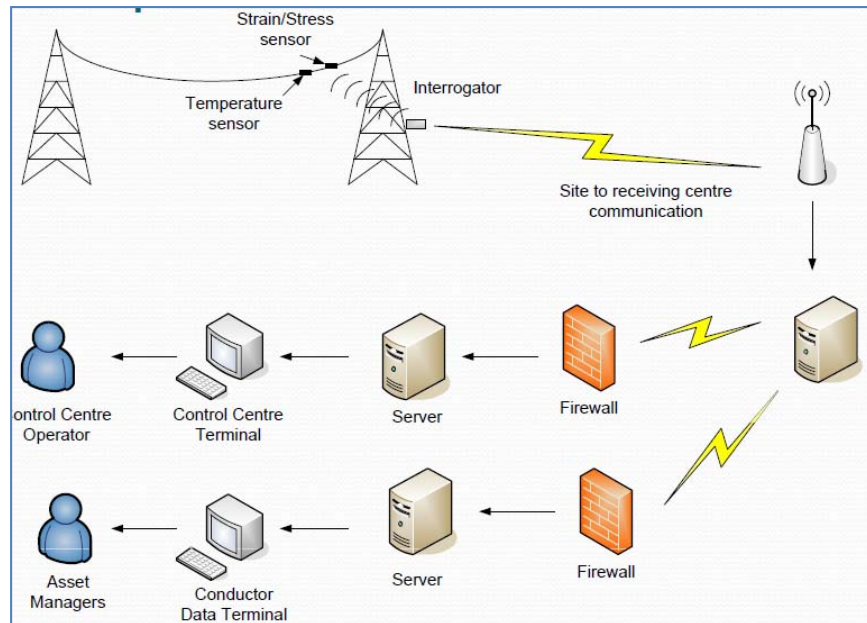 Strain/Stress
sensor
Temperature
sensor
Interrogator
Site to receiving centre
communication
ontrol Centre
Operator
Control Centre
Terminal
Server
Firewall
Asset
Managers
Conductor
Data Terminal
Server
Firewall